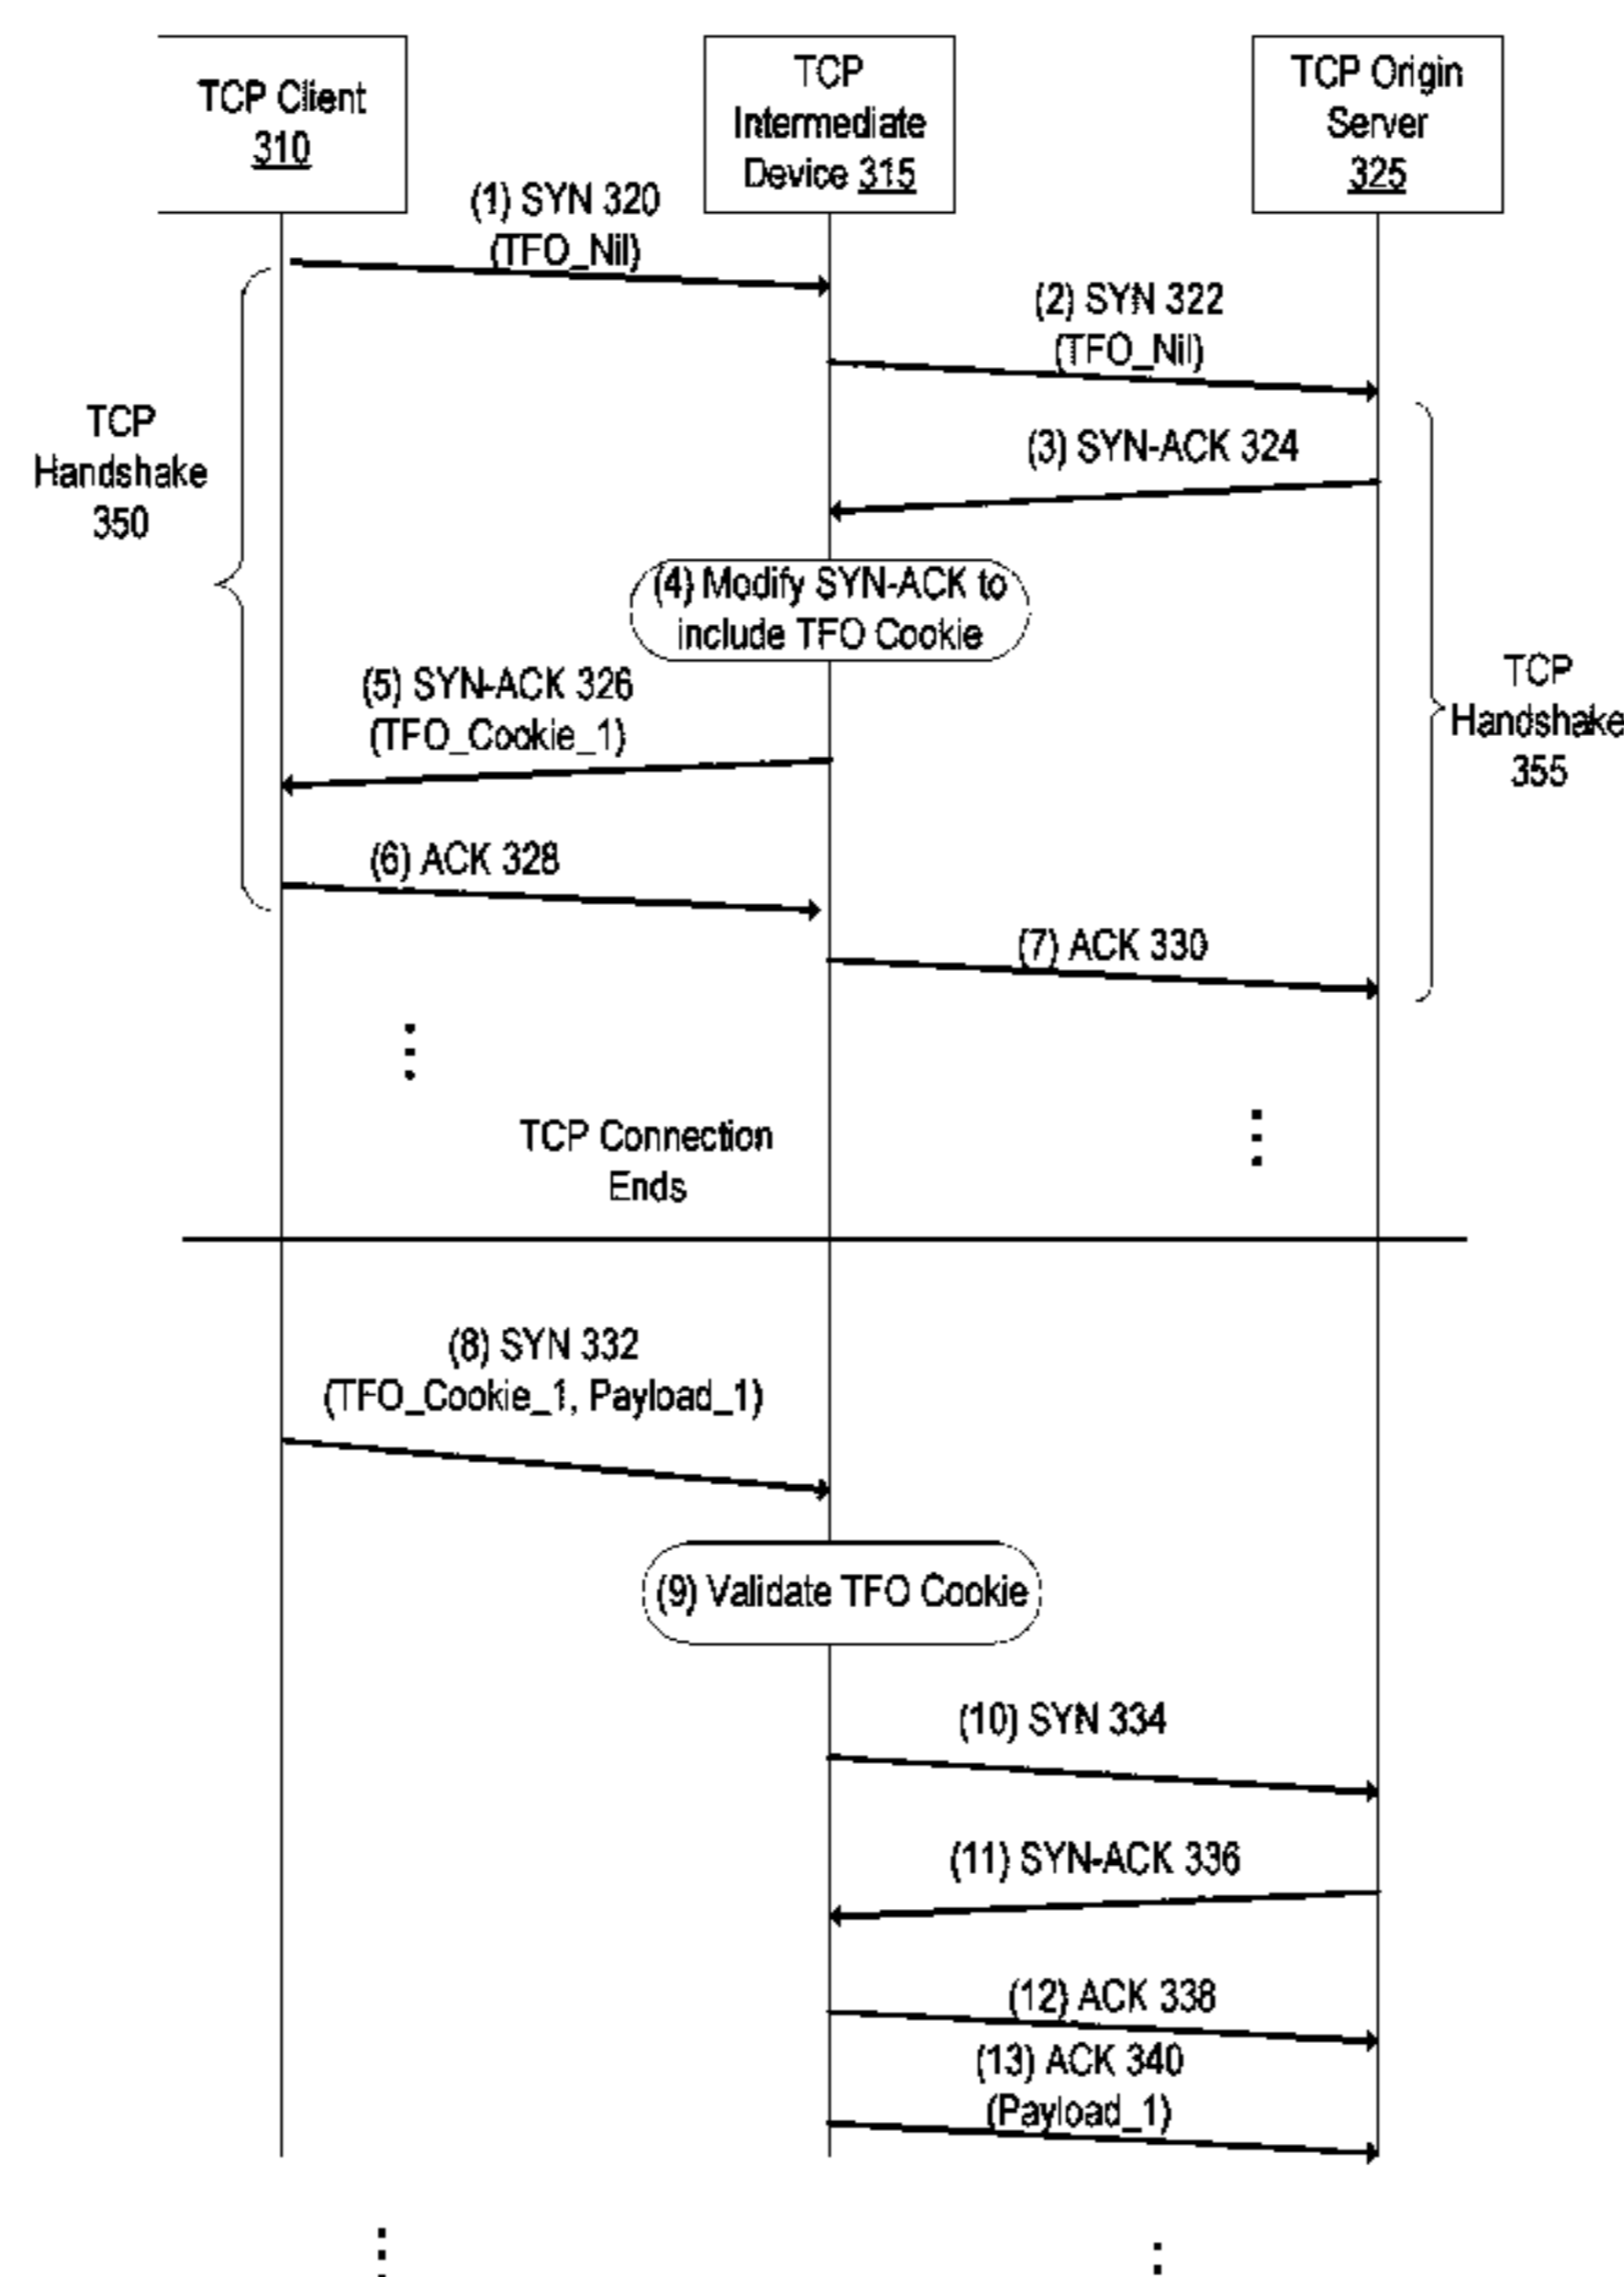 TCP Client
310
TCP
Intermediate
Device 315
TCP Origin
Server
325
(1) SYN 320
(TFO_Nil)
(2) SYN 322
(TFO_Nil)
TCP
Handshake
350
(3) SYN-ACK 324
(4) Modify SYN-ACK to
include TFO Cookie
(5) SYN-ACK 326
(TFO_Cookie_1)
TCP
Handshake
355
(6) ACK 328
(7) ACK 330
TCP Connection
Ends
(8) SYN 332
(TFO_Cookie_1, Payload_1)
(9) Validate TFO Cookie
(10) SYN 334
(11) SYN-ACK 336
(12) ACK 338
(13) ACK 340
(Payload_1)